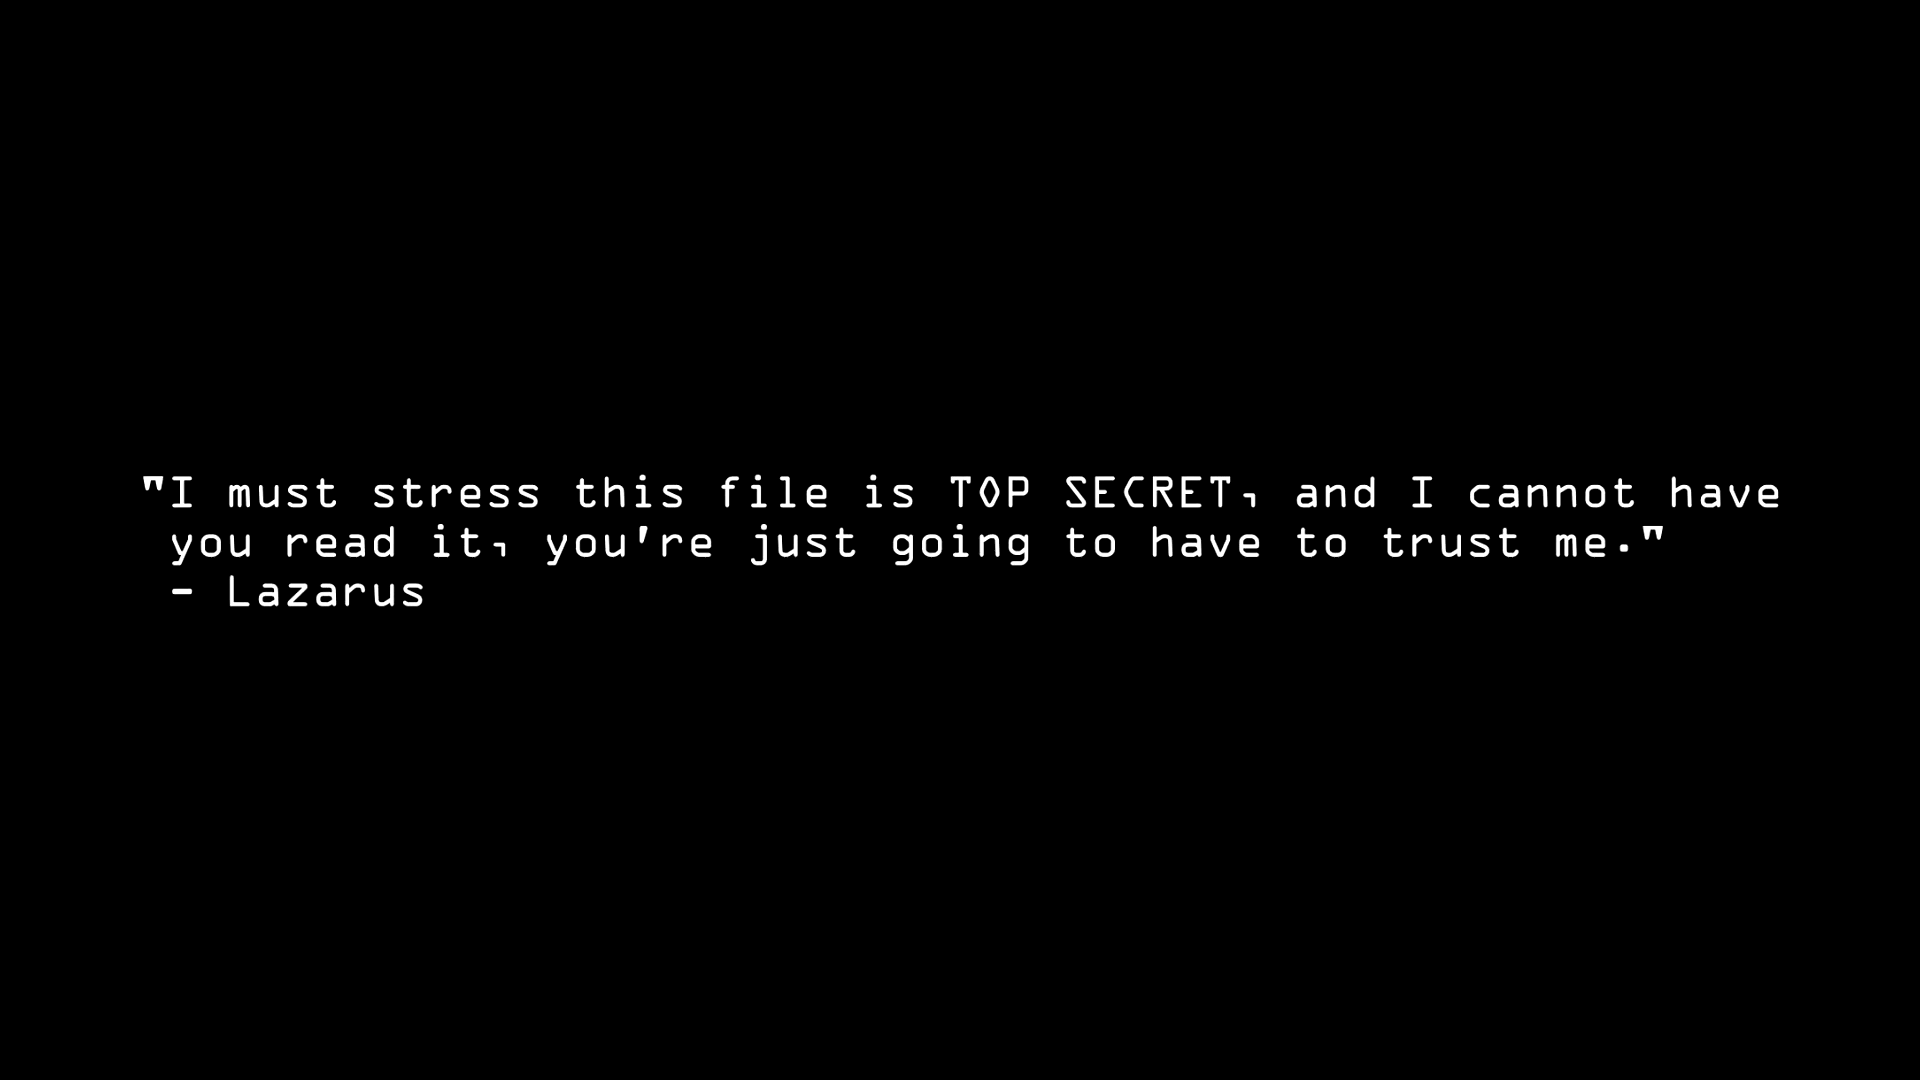 "I must stress this file is TOP SECRET, and I cannot have
you read it, you're just going to have to trust me."
- Lazarus